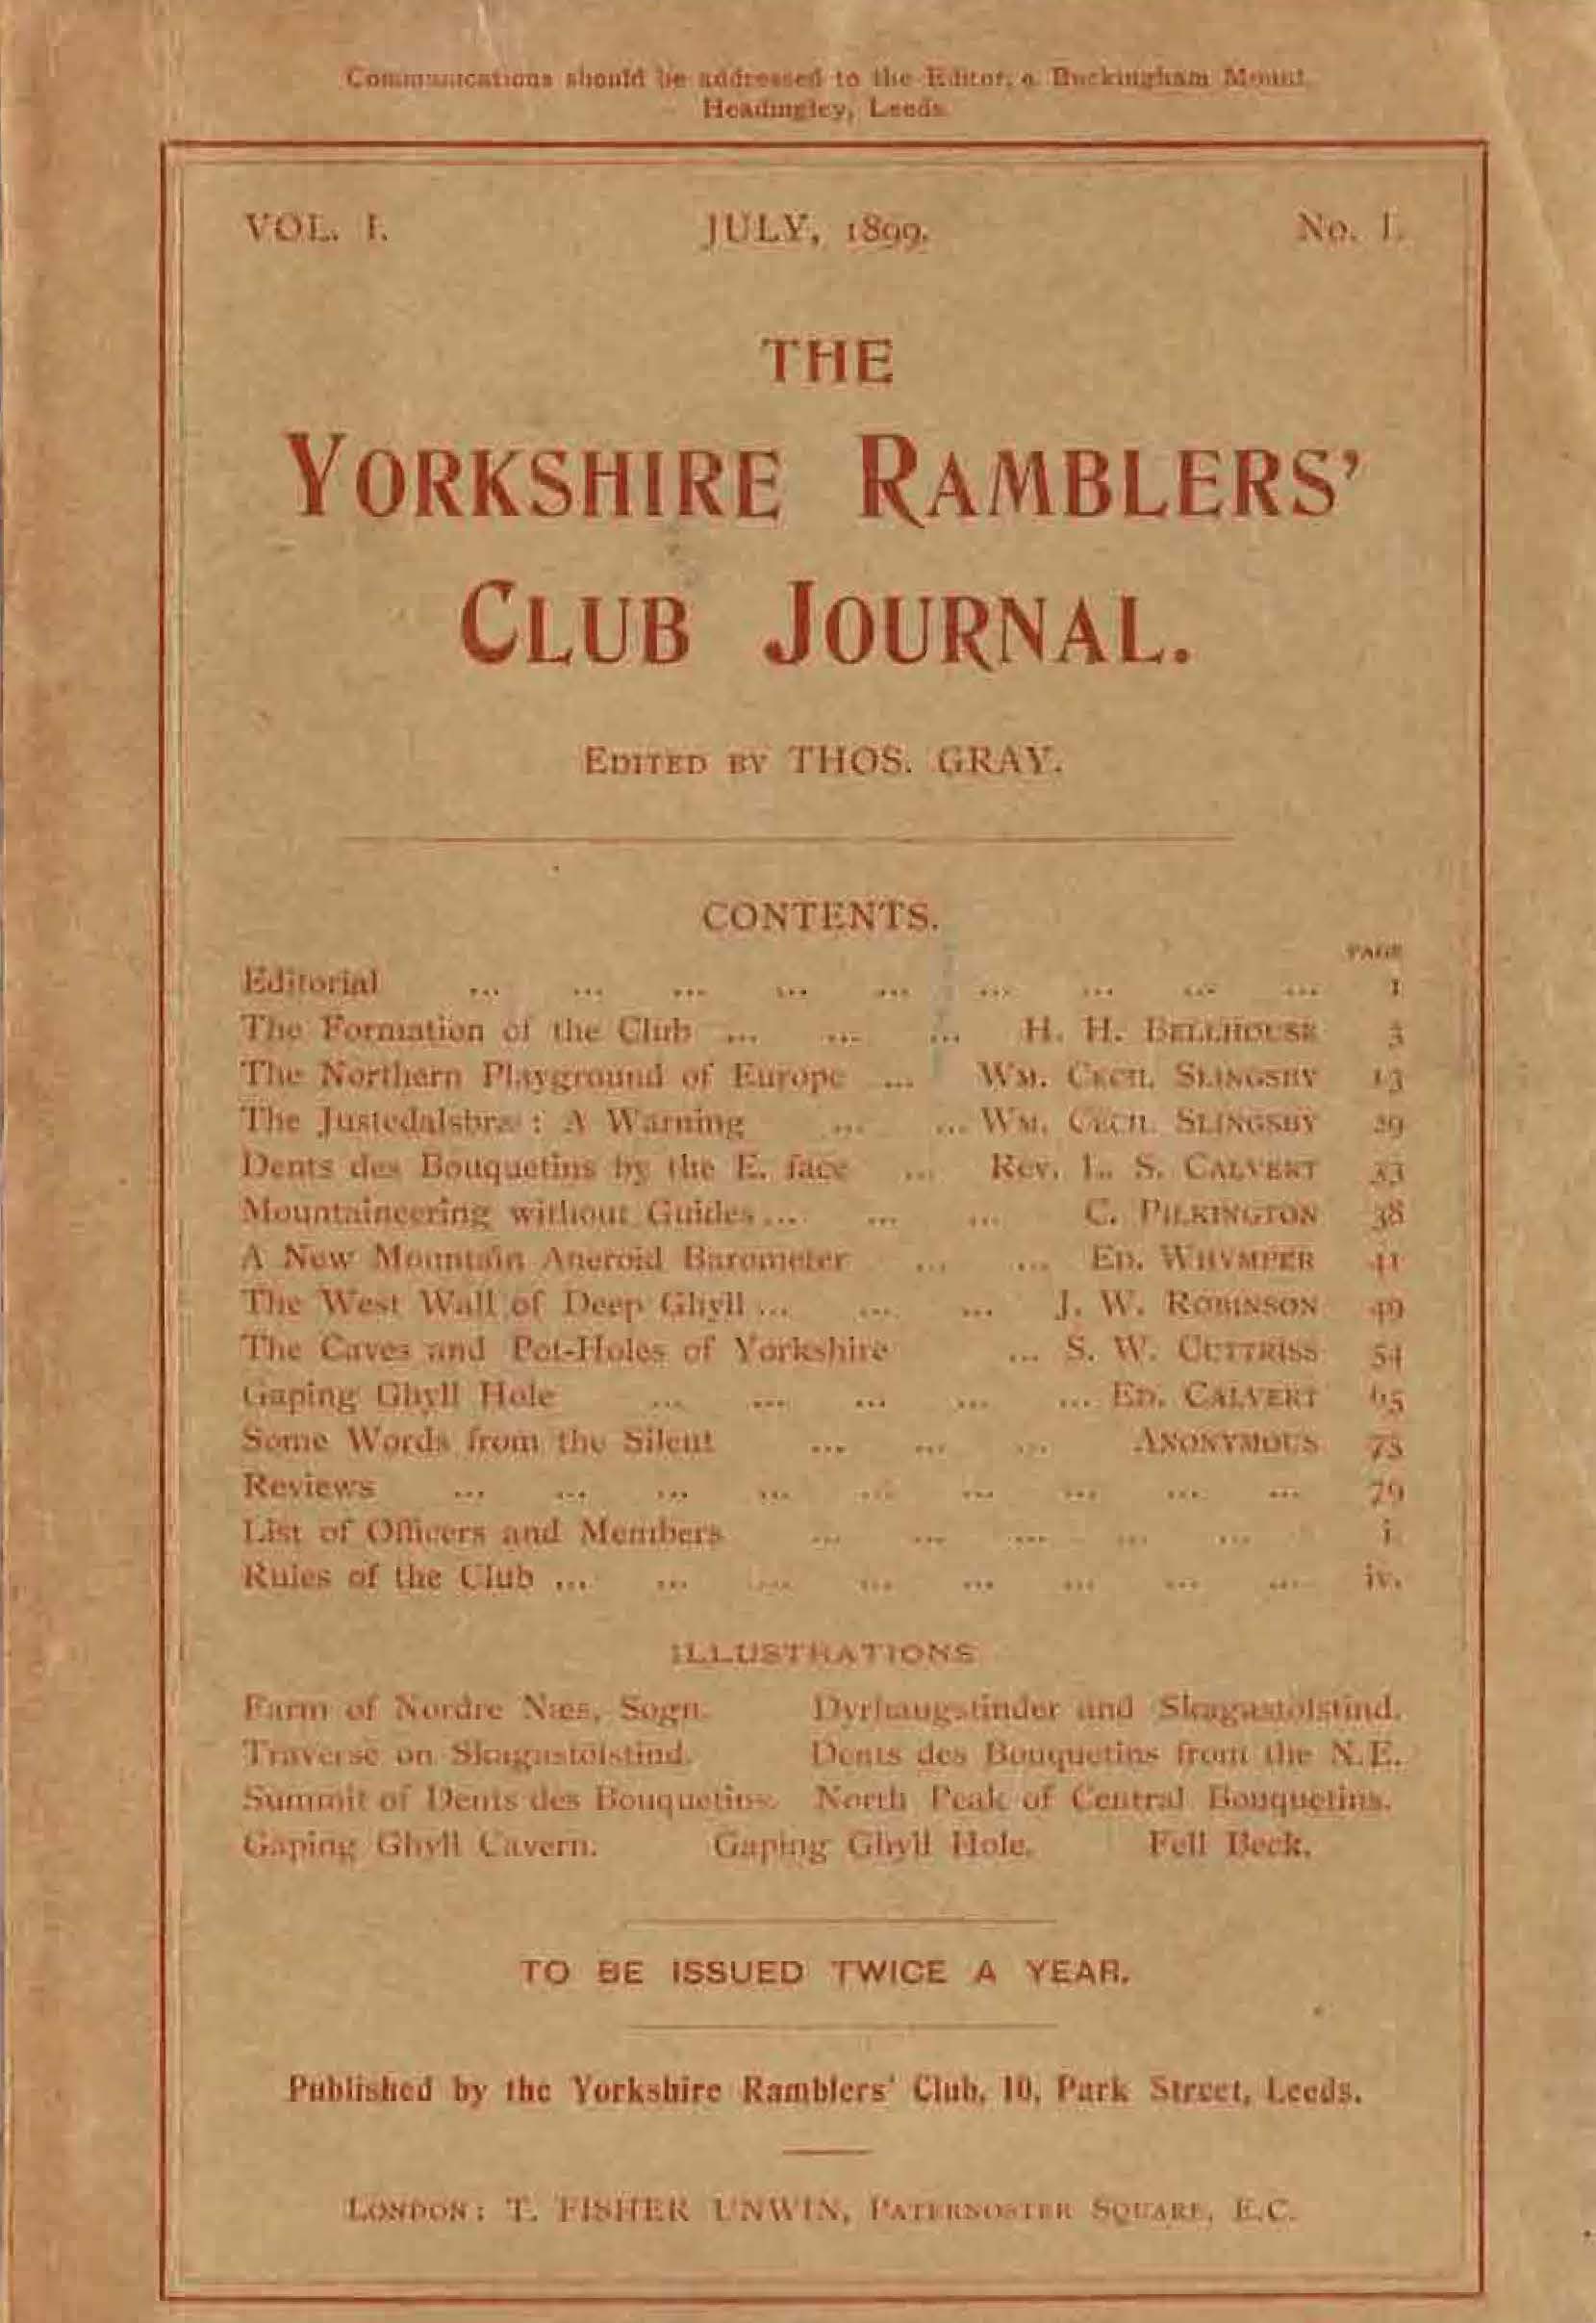 Communications should be addressed to the Editor, Buckingham Mount,
Headingley, Leeds.
VOL. I. JULY, 1899. No. I.
THE
YORKSHIRE RAMBLERS'
CLUB JOURNAL.
EDITED BY THOS. GRAY.
CONTENTS.
PAGE
Editorial ... ... ... ... ... ... ... ... ... 1
The Formation of the Club ... ... ... H. H. BELLHOUSE 3
The Northern Playground of Europe ... WM. CECIL SLINGSBY 13
The Justedalsbræ: A Warning ... ... WM. CECIL SLINGSBY 29
Dents des Bouquetins by the E. face ... Rev. L. S. CALVERT 33
Mountaineering without Guides ... ... ... C. PILKINGTON 38
A New Mountain Aneroid Barometer ... ... ED. WHYMPER 41
The West Wall of Deep Ghyll ... ... ... J. W. ROBINSON 49
The Caves and Pot-Holes of Yorkshire ... S. W. CUTTRISS 54
Gaping Ghyll Hole ... ... ... ... ... ED. CALVERT 65
Some Words from the Silent ... ... ... ANONYMOUS 75
Reviews ... ... ... ... ... ... ... ... ... 79
List of Officers and Members ... ... ... ... ... i.
Rules of the Club ... ... ... ... ... ... ... ... iv.
ILLUSTRATIONS
Farm of Nordre Næs, Sogn. Dyrhaugstinder and Skagastölstind.
Traverse on Skagastölstind. Dents des Bouquetins from the N.E.
Summit of Dents des Bouquetins. North Peak of Central Bouquetins.
Gaping Ghyll Cavern. Gaping Ghyll Hole. Fell Beck.
TO BE ISSUED TWICE A YEAR.
Published by the Yorkshire Ramblers' Club, 10, Park Street, Leeds.
LONDON: T. FISHER UNWIN, PATERNOSTER SQUARE, E.C.